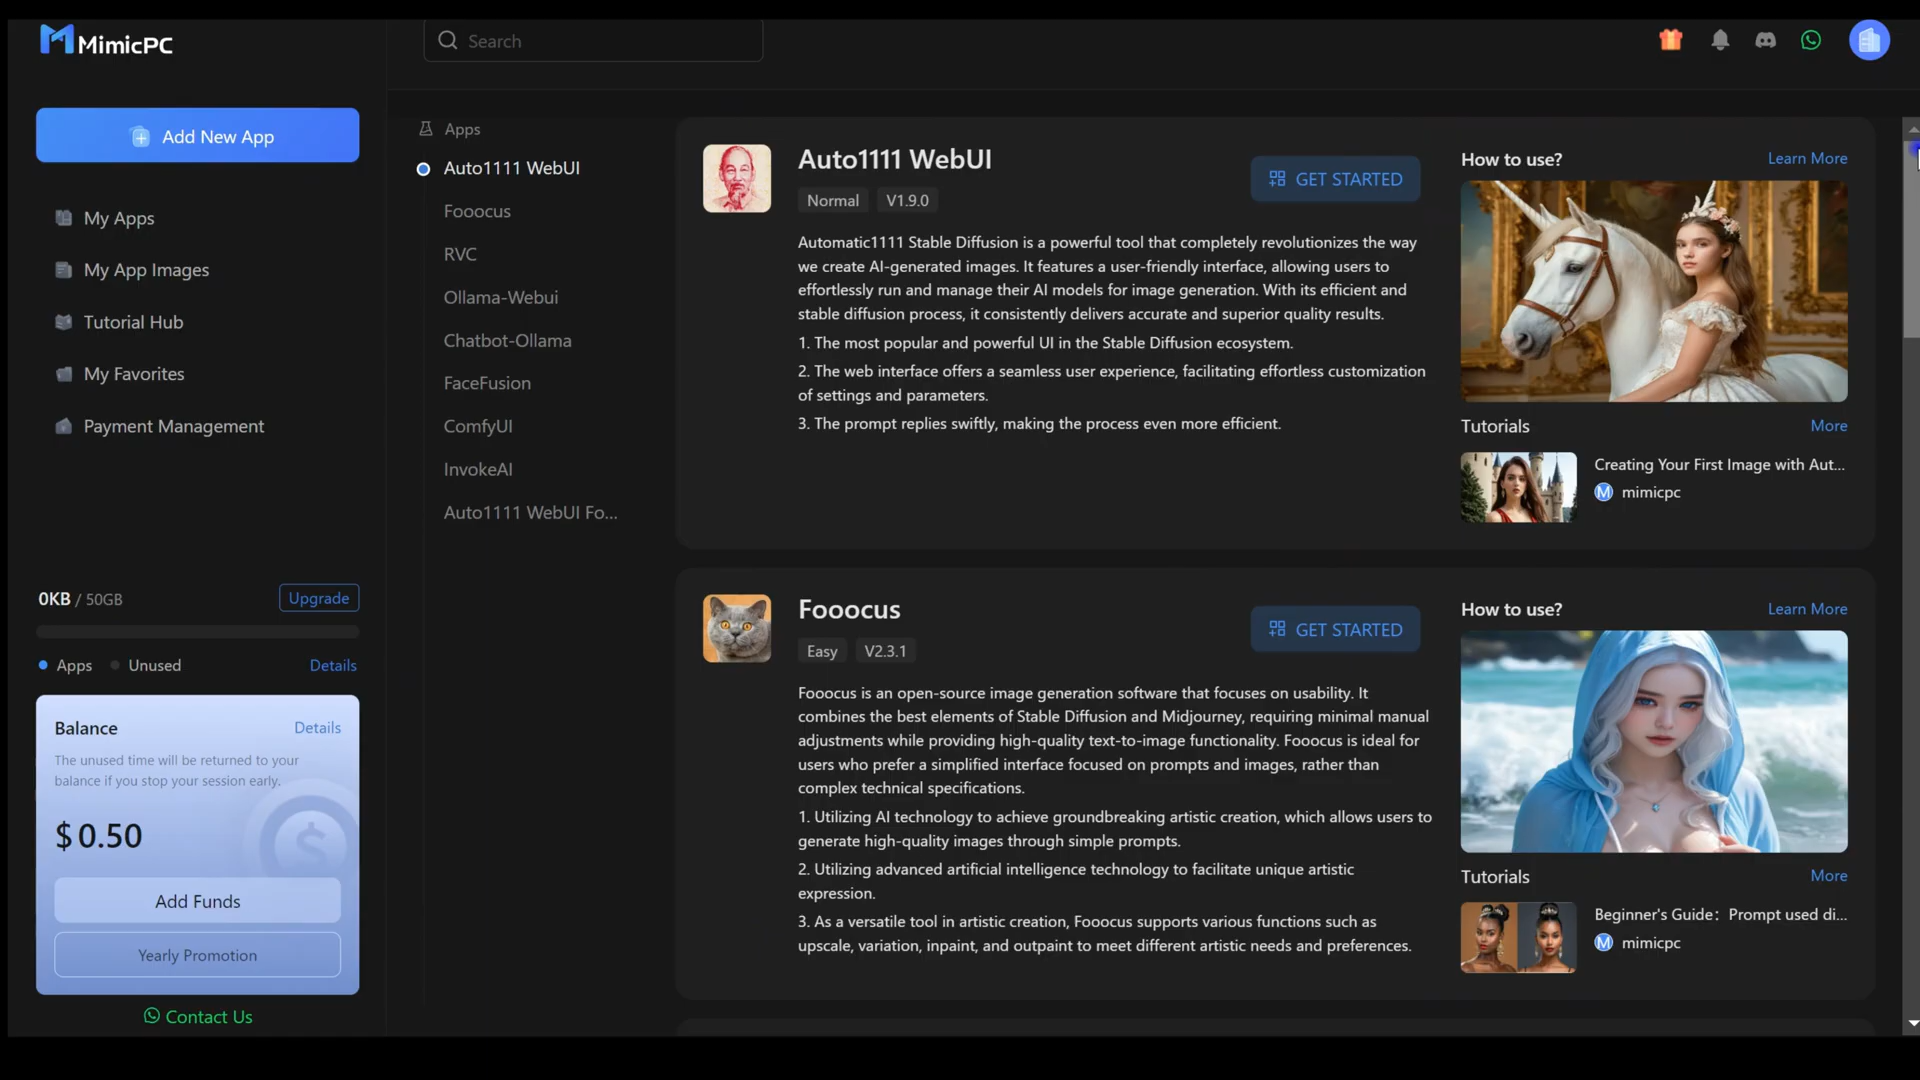 MimicPC
Search
Add New App
My Apps
My App Images
Tutorial Hub
My Favorites
Payment Management
0KB / 50GB
Upgrade
Apps
Unused
Details
Balance
Details
The unused time will be returned to your
balance if you stop your session early.
$ 0.50
Add Funds
Yearly Promotion
Contact Us
Apps
Auto1111 WebUI
Fooocus
RVC
Ollama-Webui
Chatbot-Ollama
FaceFusion
ComfyUI
InvokeAI
Auto1111 WebUI Fo...
Auto1111 WebUI
Normal
V1.9.0
GET STARTED
Automatic1111 Stable Diffusion is a powerful tool that completely revolutionizes the way
we create AI-generated images. It features a user-friendly interface, allowing users to
effortlessly run and manage their AI models for image generation. With its efficient and
stable diffusion process, it consistently delivers accurate and superior quality results.
1. The most popular and powerful UI in the Stable Diffusion ecosystem.
2. The web interface offers a seamless user experience, facilitating effortless customization
of settings and parameters.
3. The prompt replies swiftly, making the process even more efficient.
How to use?
Learn More
Tutorials
More
Creating Your First Image with Aut...
M mimicpc
Fooocus
Easy
V2.3.1
GET STARTED
Fooocus is an open-source image generation software that focuses on usability. It
combines the best elements of Stable Diffusion and Midjourney, requiring minimal manual
adjustments while providing high-quality text-to-image functionality. Fooocus is ideal for
users who prefer a simplified interface focused on prompts and images, rather than
complex technical specifications.
1. Utilizing AI technology to achieve groundbreaking artistic creation, which allows users to
generate high-quality images through simple prompts.
2. Utilizing advanced artificial intelligence technology to facilitate unique artistic
expression.
3. As a versatile tool in artistic creation, Fooocus supports various functions such as
upscale, variation, inpaint, and outpaint to meet different artistic needs and preferences.
How to use?
Learn More
Tutorials
More
Beginner's Guide：Prompt used di...
M mimicpc